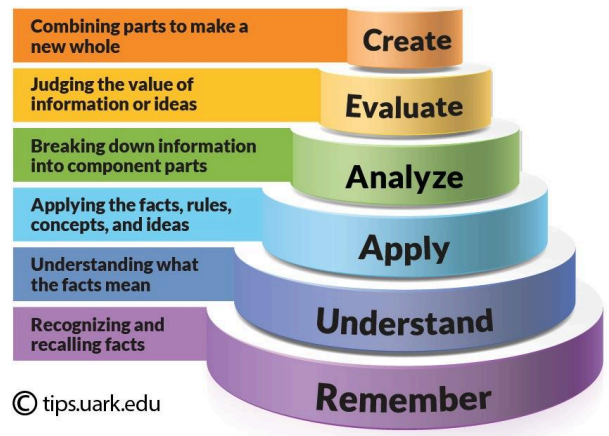 Combining parts to make a
new whole
Create
Judging the value of
information or ideas
Evaluate
Breaking down information
into component parts
Analyze
Applying the facts, rules,
concepts, and ideas
Apply
Understanding what
the facts mean
Understand
Recognizing and
recalling facts
Remember
© tips.uark.edu